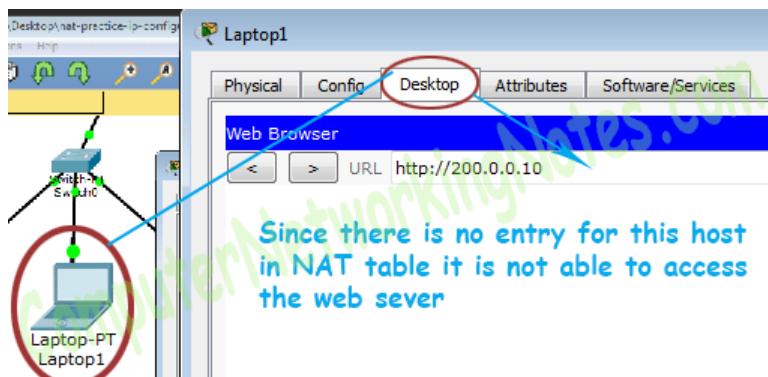 \Desktop\nat-practice-ip-config
ns Help
Laptop1
Physical Config Desktop Attributes Software/Services
Web Browser
< > URL http://200.0.0.10
Switch0
Since there is no entry for this host
in NAT table it is not able to access
the web sever
Laptop-PT
Laptop1
ComputerNetworkingNotes.com